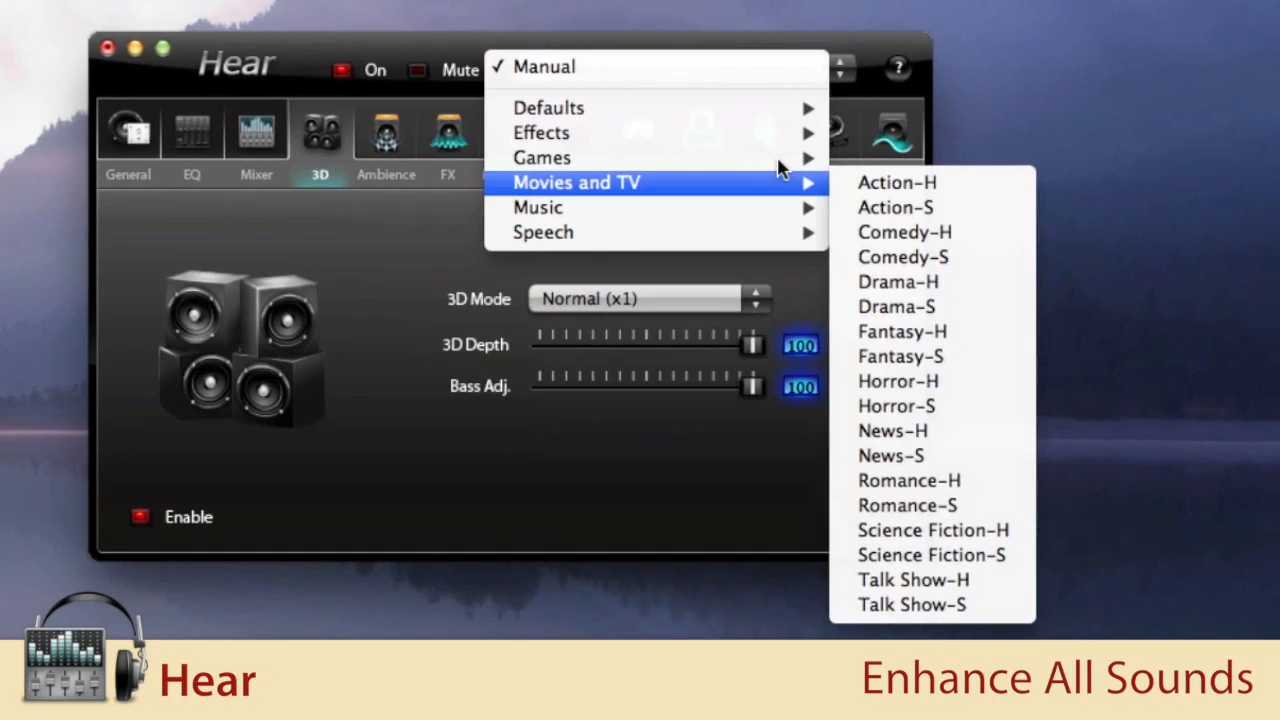 Hear
On
Mute
✓ Manual
?
Defaults
Effects
Games
Movies and TV
Music
Speech
General
EQ
Mixer
3D
Ambience
FX
Action-H
Action-S
Comedy-H
Comedy-S
Drama-H
Drama-S
Fantasy-H
Fantasy-S
Horror-H
Horror-S
News-H
News-S
Romance-H
Romance-S
Science Fiction-H
Science Fiction-S
Talk Show-H
Talk Show-S
3D Mode
Normal (x1)
3D Depth
100
Bass Adj.
100
Enable
Hear
Enhance All Sounds